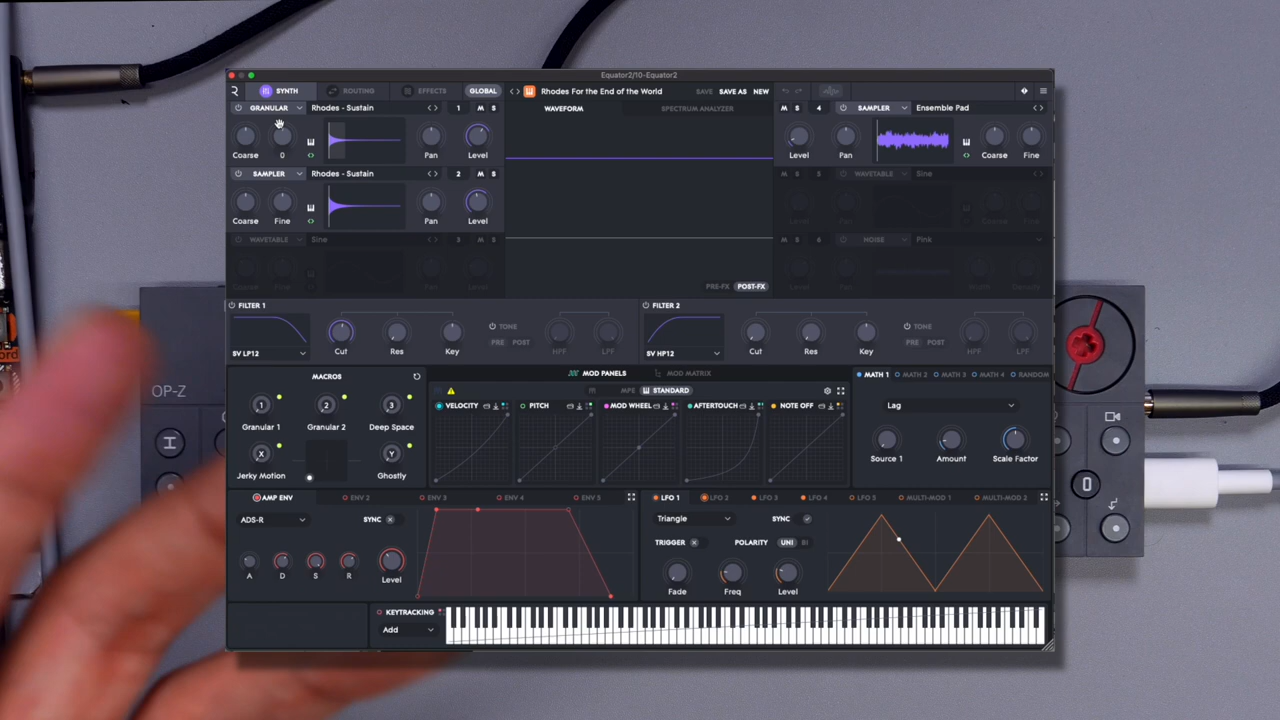 Equator2/10-Equator2
SYNTH ROUTING EFFECTS GLOBAL Rhodes For the End of the World SAVE SAVE AS NEW
GRANULAR Rhodes - Sustain 1 M S WAVEFORM SPECTRUM ANALYZER M S 4 SAMPLER Ensemble Pad
Coarse 0 Pan Level Level Pan Coarse Fine
SAMPLER Rhodes - Sustain 2 M S M S 5 WAVETABLE Sine
Coarse Fine Pan Level
WAVETABLE Sine 3 M S M S 6 NOISE Pink
PRE-FX POST-FX
FILTER 1 FILTER 2
TONE TONE
PRE POST PRE POST
SV LP12 Cut Res Key HPF LPF SV HP12 Cut Res Key HPF LPF
MACROS MOD PANELS MOD MATRIX MATH 1 MATH 2 MATH 3 MATH 4 RANDOM
MPE STANDARD
1 2 3 VELOCITY PITCH MOD WHEEL AFTERTOUCH NOTE OFF Lag
Granular 1 Granular 2 Deep Space
X Y Source 1 Amount Scale Factor
Jerky Motion Ghostly
AMP ENV ENV 2 ENV 3 ENV 4 ENV 5 LFO 1 LFO 2 LFO 3 LFO 4 LFO 5 MULTI-MOD 1 MULTI-MOD 2
ADS-R SYNC Triangle SYNC
TRIGGER POLARITY UNI BI
A D S R Level Fade Freq Level
KEYTRACKING
Add
OP-Z
ord